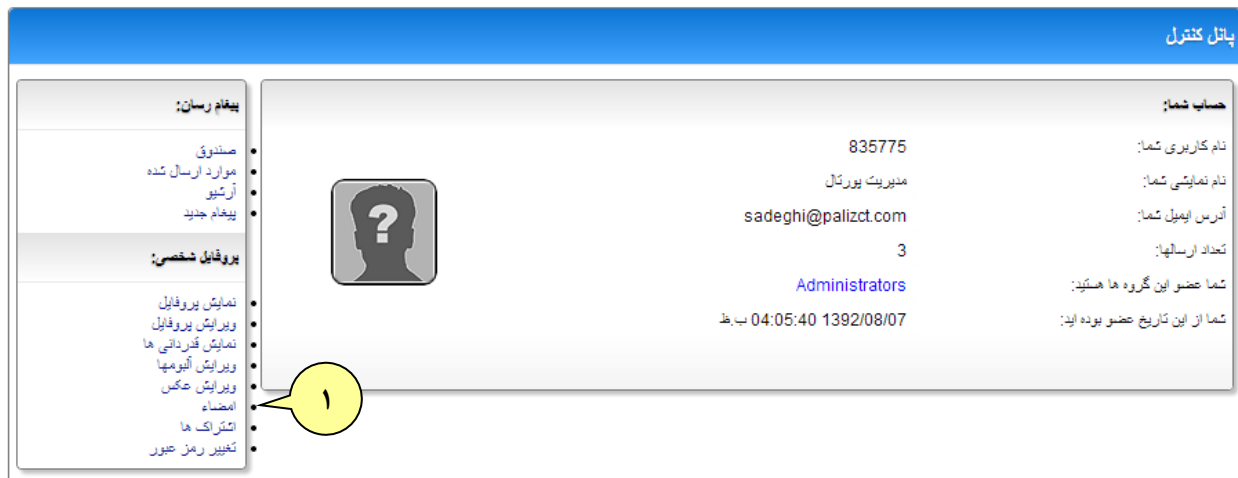 پانل کنترل
حساب شما:
نام کاربری شما: 835775
نام نمایشی شما: مدیریت پورتال
آدرس ایمیل شما: sadeghi@palizct.com
تعداد ارسالها: 3
شما عضو این گروه ها هستید: Administrators
شما از این تاریخ عضو بوده اید: 1392/08/07 04:05:40 ب.ظ
پیغام رسان:
صندوق
موارد ارسال شده
آرشیو
پیغام جدید
پروفایل شخصی:
نمایش پروفایل
ویرایش پروفایل
نمایش قدردانی ها
ویرایش آلبومها
ویرایش عکس
امضاء
اشتراک ها
تغییر رمز عبور
۱